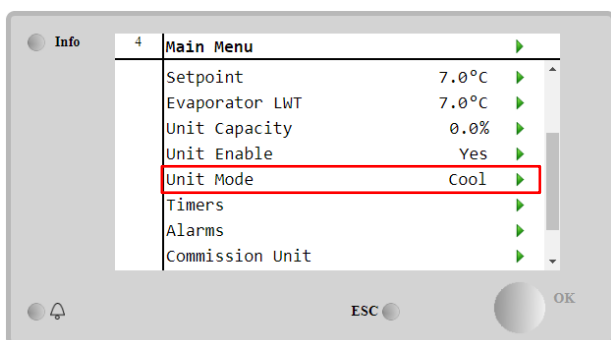 Info
4 Main Menu
Setpoint 7.0°C
Evaporator LWT 7.0°C
Unit Capacity 0.0%
Unit Enable Yes
Unit Mode Cool
Timers
Alarms
Commission Unit
ESC OK